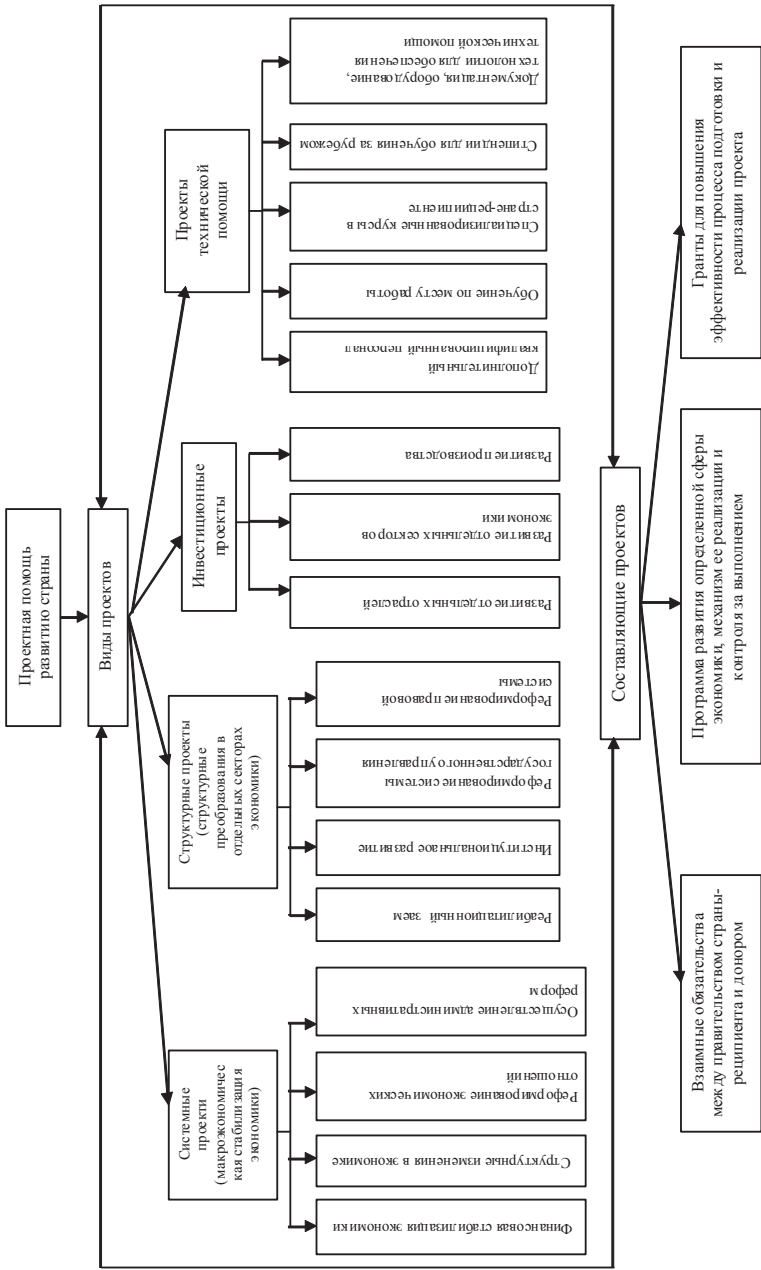 Проектная помощь
развитию страны
Виды проектов
Системные
проекти
(макроэкономичес
кая стабилизация
экономики)
Структурные проекты
(структурные
преобразования в
отдельных секторах
экономики)
Инвестиционные
проекты
Проекты
технической
помощи
Финансовая стабилизация экономики
Структурные изменения в экономике
Реформирование экономических
отношений
Осуществление административных
реформ
Реабилитационный заем
Институциональное развитие
Реформирование системы
государственного управления
Реформирование правовой
системы
Развитие отдельных отраслей
Развитие отдельных секторов
экономики
Развитие производства
Дополнительный
квалифицированный персонал
Обучение по месту работы
Специализированные курсы в
стране-реципиенте
Стипендии для обучения за рубежом
Документация, оборудование,
технологии для обеспечения
технической помощи
Составляющие проектов
Взаимные обязательства
между правительством страны-
реципиента и донором
Программа развития определенной сферы
экономики, механизм ее реализации и
контроля за выполнением
Гранты для повышения
эффективности процесса подготовки и
реализации проекта